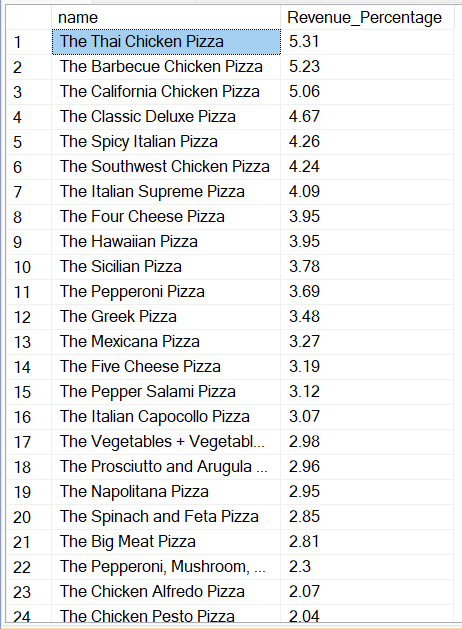 name Revenue_Percentage
1 The Thai Chicken Pizza 5.31
2 The Barbecue Chicken Pizza 5.23
3 The California Chicken Pizza 5.06
4 The Classic Deluxe Pizza 4.67
5 The Spicy Italian Pizza 4.26
6 The Southwest Chicken Pizza 4.24
7 The Italian Supreme Pizza 4.09
8 The Four Cheese Pizza 3.95
9 The Hawaiian Pizza 3.95
10 The Sicilian Pizza 3.78
11 The Pepperoni Pizza 3.69
12 The Greek Pizza 3.48
13 The Mexicana Pizza 3.27
14 The Five Cheese Pizza 3.19
15 The Pepper Salami Pizza 3.12
16 The Italian Capocollo Pizza 3.07
17 The Vegetables + Vegetabl... 2.98
18 The Prosciutto and Arugula ... 2.96
19 The Napolitana Pizza 2.95
20 The Spinach and Feta Pizza 2.85
21 The Big Meat Pizza 2.81
22 The Pepperoni, Mushroom, ... 2.3
23 The Chicken Alfredo Pizza 2.07
24 The Chicken Pesto Pizza 2.04